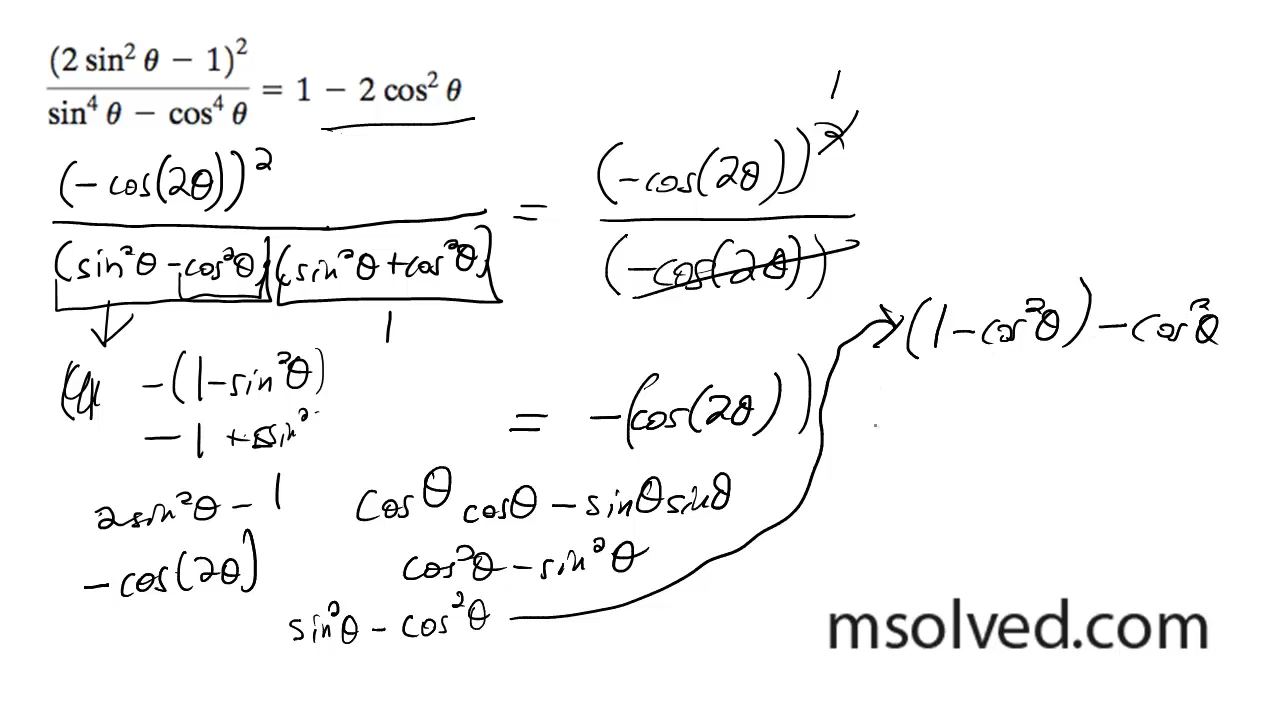 (2 sin² θ − 1)² / (sin⁴ θ − cos⁴ θ) = 1 − 2 cos² θ
(-cos(2θ))² / (sin²θ - cos²θ)(sin²θ + cos²θ) = (-cos(2θ))² / (-cos(2θ))
1
1
(1-cos²θ) - cos²θ
-(1-sin²θ)
-1 + sin²
= -(cos(2θ))
2sin²θ - 1
cosθ cosθ - sinθ sinθ
-cos(2θ)
cos²θ - sin²θ
sin²θ - cos²θ
msolved.com